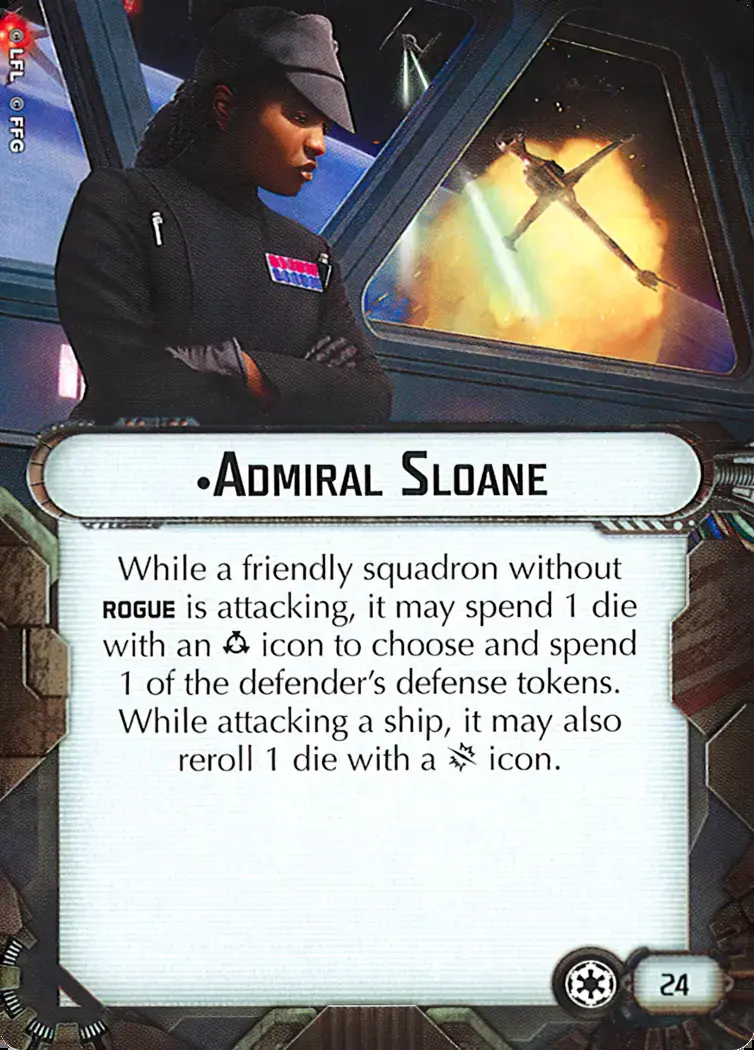 © LFL © FFG
•Admiral Sloane
While a friendly squadron without
ROGUE is attacking, it may spend 1 die
with an icon to choose and spend
1 of the defender's defense tokens.
While attacking a ship, it may also
reroll 1 die with a icon.
24